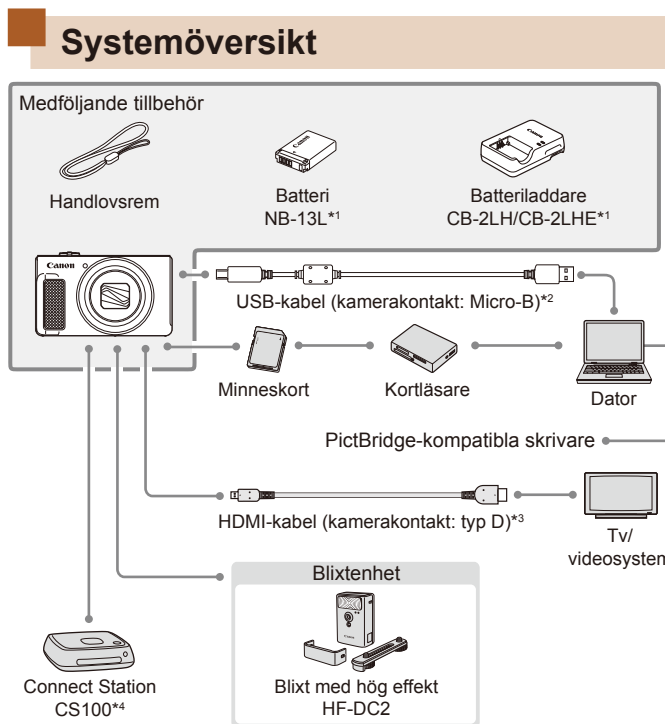 Systemöversikt
Medföljande tillbehör
Handlovsrem
Batteri
NB-13L*1
Batteriladdare
CB-2LH/CB-2LHE*1
Canon
USB-kabel (kamerakontakt: Micro-B)*2
Minneskort
Kortläsare
Dator
PictBridge-kompatibla skrivare
HDMI-kabel (kamerakontakt: typ D)*3
Tv/
videosystem
Blixtenhet
Blixt med hög effekt
HF-DC2
Connect Station
CS100*4